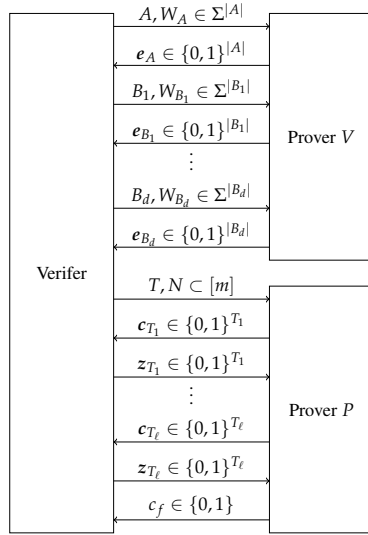 A, W_A ∈ Σ^{|A|}
e_A ∈ {0, 1}^{|A|}
B_1, W_{B_1} ∈ Σ^{|B_1|}
e_{B_1} ∈ {0, 1}^{|B_1|}
Prover V
⋮
B_d, W_{B_d} ∈ Σ^{|B_d|}
e_{B_d} ∈ {0, 1}^{|B_d|}
Verifer
T, N ⊂ [m]
c_{T_1} ∈ {0, 1}^{T_1}
z_{T_1} ∈ {0, 1}^{T_1}
⋮
Prover P
c_{T_ℓ} ∈ {0, 1}^{T_ℓ}
z_{T_ℓ} ∈ {0, 1}^{T_ℓ}
c_f ∈ {0, 1}